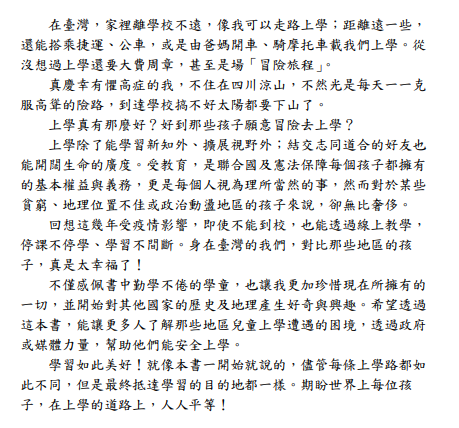 在臺灣，家裡離學校不遠，像我可以走路上學；距離遠一些，
還能搭乘捷運、公車，或是由爸媽開車、騎摩托車載我們上學。從
沒想過上學還要大費周章，甚至是場「冒險旅程」。
真慶幸有懼高症的我，不住在四川涼山，不然光是每天一一克
服高聳的險路，到達學校搞不好太陽都要下山了。
上學真有那麼好？好到那些孩子願意冒險去上學？
上學除了能學習新知外、擴展視野外；結交志同道合的好友也
能開闊生命的廣度。受教育，是聯合國及憲法保障每個孩子都擁有
的基本權益與義務，更是每個人視為理所當然的事，然而對於某些
貧窮、地理位置不佳或政治動盪地區的孩子來說，卻無比奢侈。
回想這幾年受疫情影響，即使不能到校，也能透過線上教學，
停課不停學、學習不間斷。身在臺灣的我們，對比那些地區的孩
子，真是太幸福了！
不僅感佩書中勤學不倦的學童，也讓我更加珍惜現在所擁有的
一切，並開始對其他國家的歷史及地理產生好奇與興趣。希望透過
這本書，能讓更多人了解那些地區兒童上學遭遇的困境，透過政府
或媒體力量，幫助他們能安全上學。
學習如此美好！就像本書一開始就說的，儘管每條上學路都如
此不同，但是最終抵達學習的目的地都一樣。期盼世界上每位孩
子，在上學的道路上，人人平等！